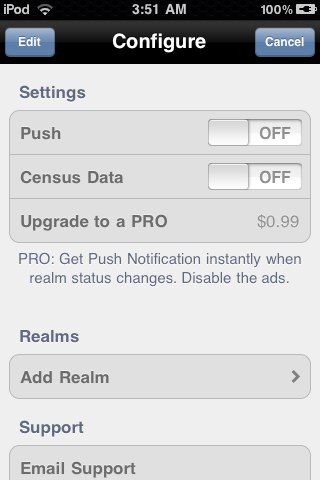 iPod 3:51 AM 100%
Edit Configure Cancel
Settings
Push OFF
Census Data OFF
Upgrade to a PRO $0.99
PRO: Get Push Notification instantly when
realm status changes. Disable the ads.
Realms
Add Realm
Support
Email Support